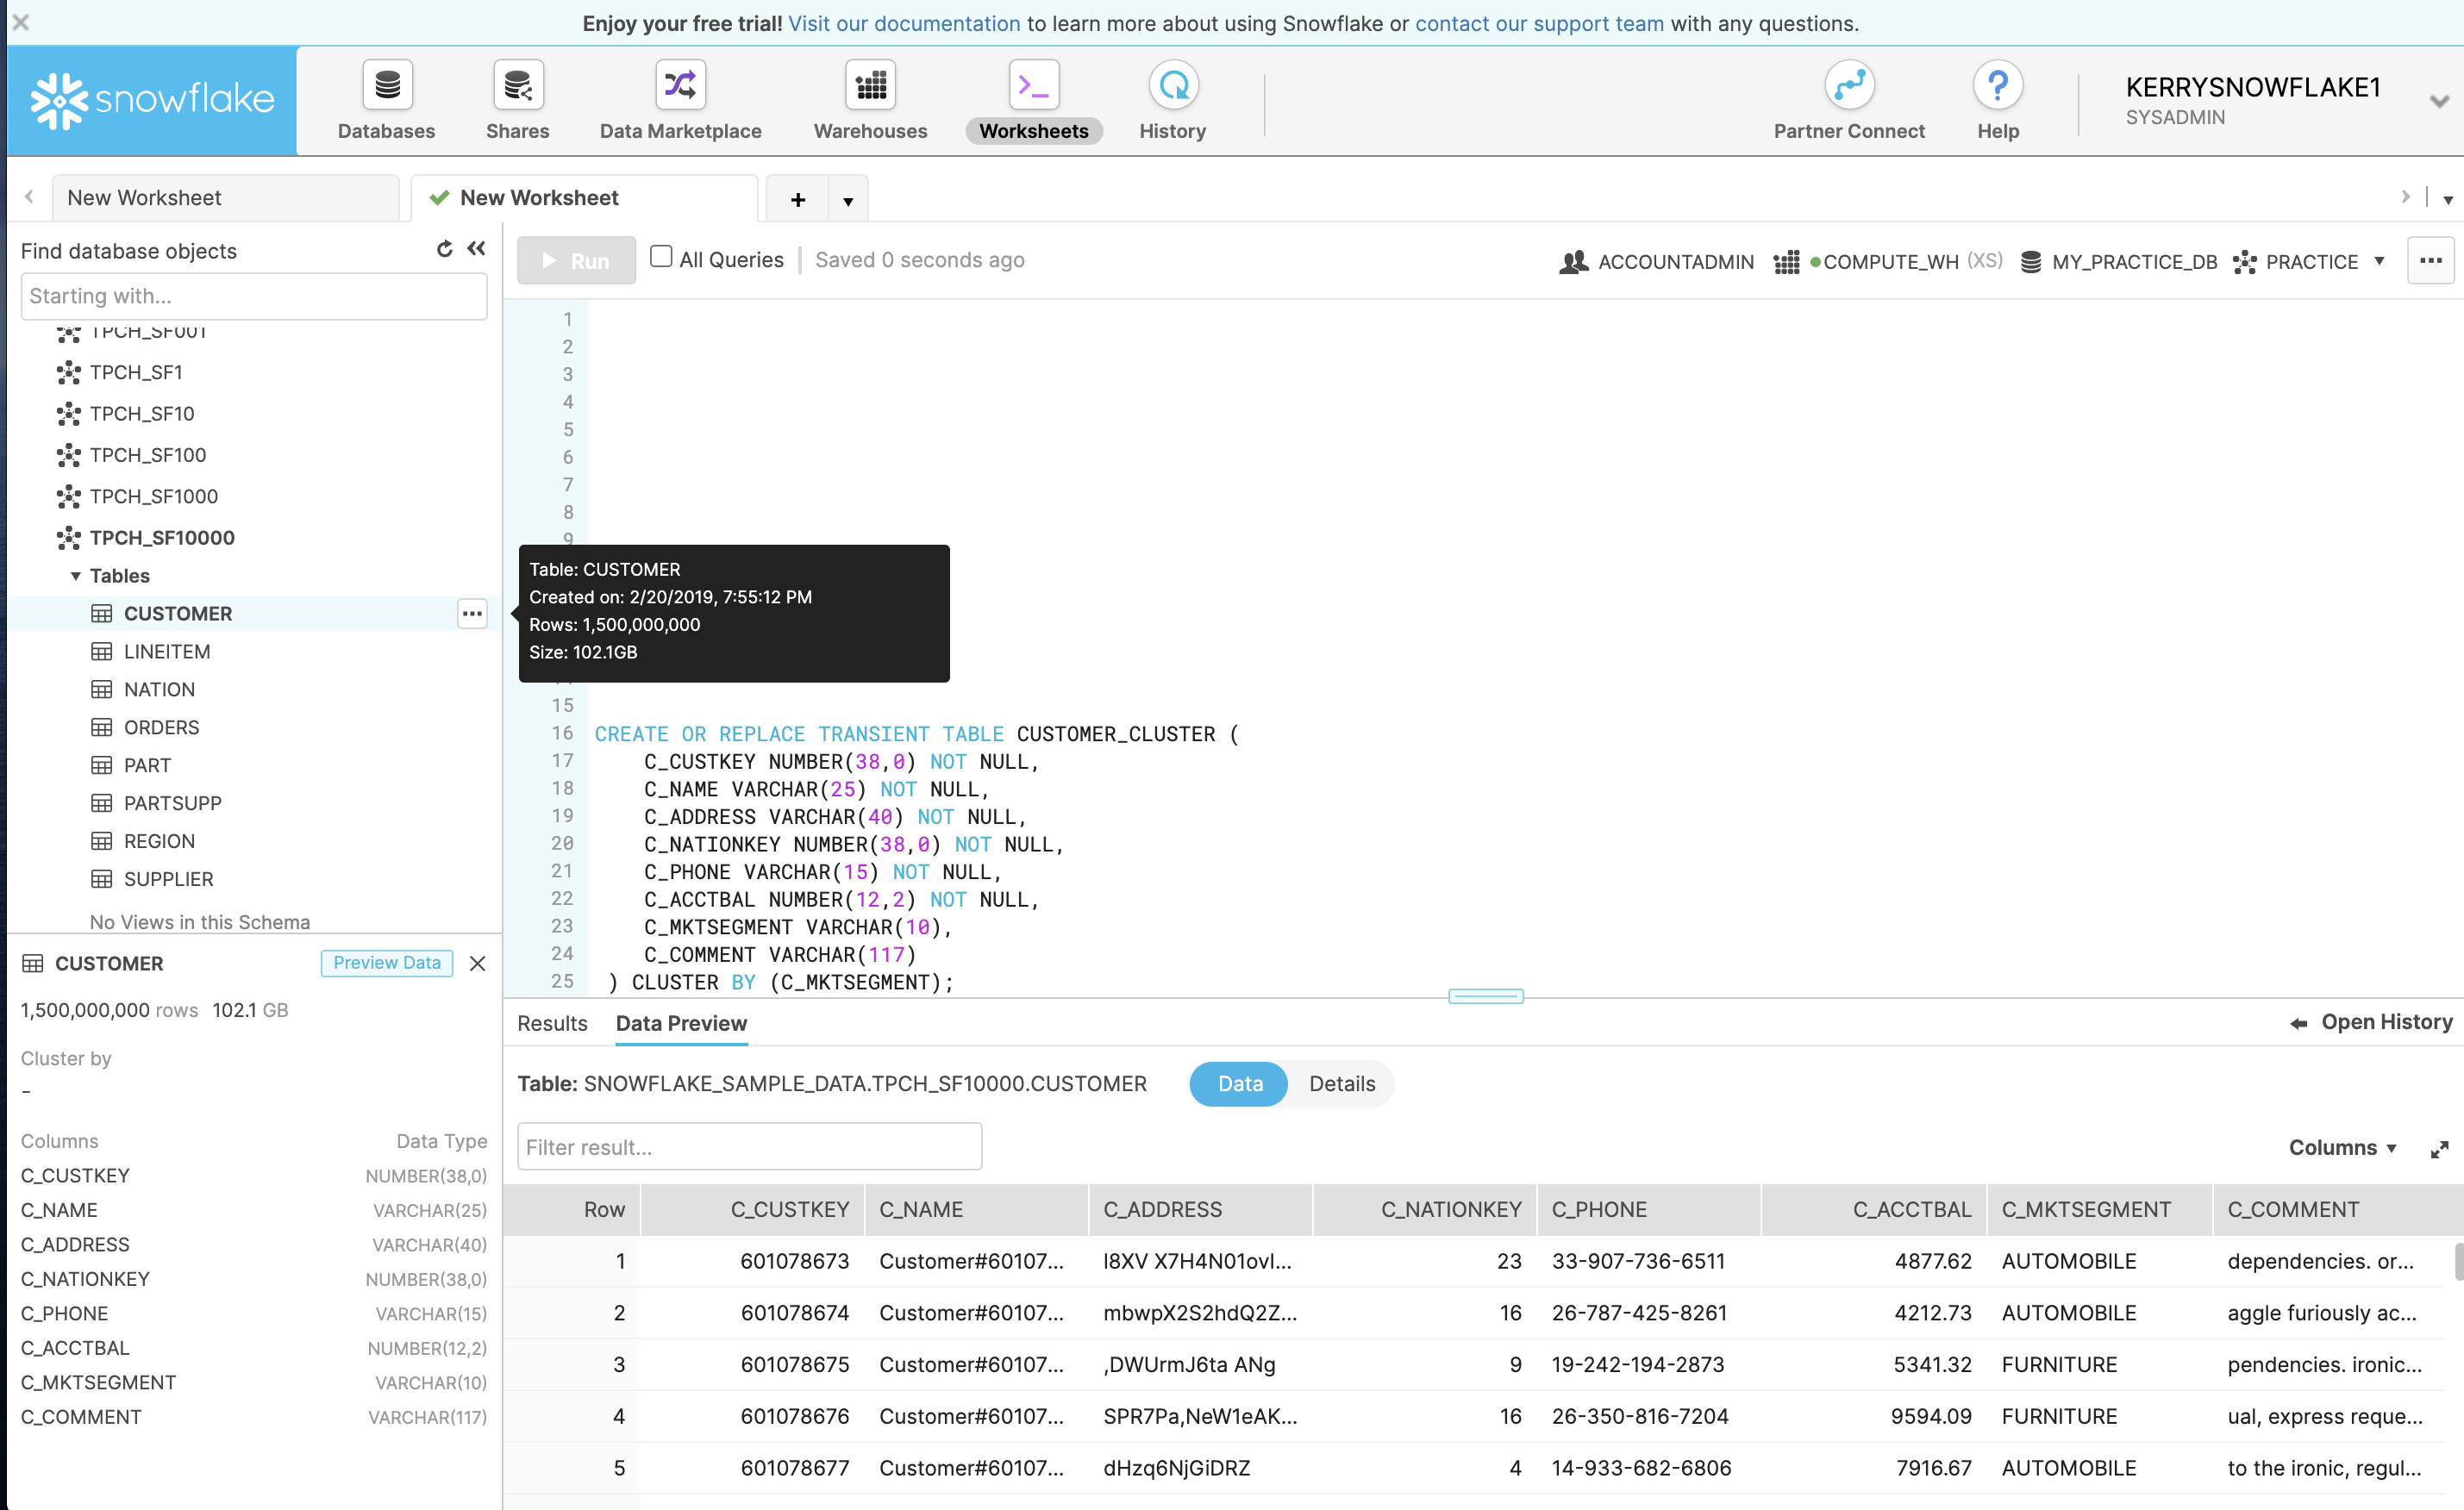 Enjoy your free trial! Visit our documentation to learn more about using Snowflake or contact our support team with any questions.
snowflake
Databases
Shares
Data Marketplace
Warehouses
Worksheets
History
Partner Connect
Help
KERRYSNOWFLAKE1
SYSADMIN
New Worksheet
New Worksheet
Find database objects
Starting with...
TPCH_SF001
TPCH_SF1
TPCH_SF10
TPCH_SF100
TPCH_SF1000
TPCH_SF10000
Tables
CUSTOMER
LINEITEM
NATION
ORDERS
PART
PARTSUPP
REGION
SUPPLIER
No Views in this Schema
CUSTOMER
Preview Data
1,500,000,000 rows 102.1 GB
Cluster by
-
Columns Data Type
C_CUSTKEY NUMBER(38,0)
C_NAME VARCHAR(25)
C_ADDRESS VARCHAR(40)
C_NATIONKEY NUMBER(38,0)
C_PHONE VARCHAR(15)
C_ACCTBAL NUMBER(12,2)
C_MKTSEGMENT VARCHAR(10)
C_COMMENT VARCHAR(117)
Run
All Queries
Saved 0 seconds ago
ACCOUNTADMIN
COMPUTE_WH (XS)
MY_PRACTICE_DB
PRACTICE
1
2
3
4
5
6
7
8
9
Table: CUSTOMER
Created on: 2/20/2019, 7:55:12 PM
Rows: 1,500,000,000
Size: 102.1GB
15
16 CREATE OR REPLACE TRANSIENT TABLE CUSTOMER_CLUSTER (
17 C_CUSTKEY NUMBER(38,0) NOT NULL,
18 C_NAME VARCHAR(25) NOT NULL,
19 C_ADDRESS VARCHAR(40) NOT NULL,
20 C_NATIONKEY NUMBER(38,0) NOT NULL,
21 C_PHONE VARCHAR(15) NOT NULL,
22 C_ACCTBAL NUMBER(12,2) NOT NULL,
23 C_MKTSEGMENT VARCHAR(10),
24 C_COMMENT VARCHAR(117)
25 ) CLUSTER BY (C_MKTSEGMENT);
Results
Data Preview
Open History
Table: SNOWFLAKE_SAMPLE_DATA.TPCH_SF10000.CUSTOMER
Data
Details
Filter result...
Columns
Row C_CUSTKEY C_NAME C_ADDRESS C_NATIONKEY C_PHONE C_ACCTBAL C_MKTSEGMENT C_COMMENT
1 601078673 Customer#60107... l8XV X7H4N01ovI... 23 33-907-736-6511 4877.62 AUTOMOBILE dependencies. or...
2 601078674 Customer#60107... mbwpX2S2hdQ2Z... 16 26-787-425-8261 4212.73 AUTOMOBILE aggle furiously ac...
3 601078675 Customer#60107... ,DWUrmJ6ta ANg 9 19-242-194-2873 5341.32 FURNITURE pendencies. ironic...
4 601078676 Customer#60107... SPR7Pa,NeW1eAK... 16 26-350-816-7204 9594.09 FURNITURE ual, express reque...
5 601078677 Customer#60107... dHzq6NjGiDRZ 4 14-933-682-6806 7916.67 AUTOMOBILE to the ironic, regul...